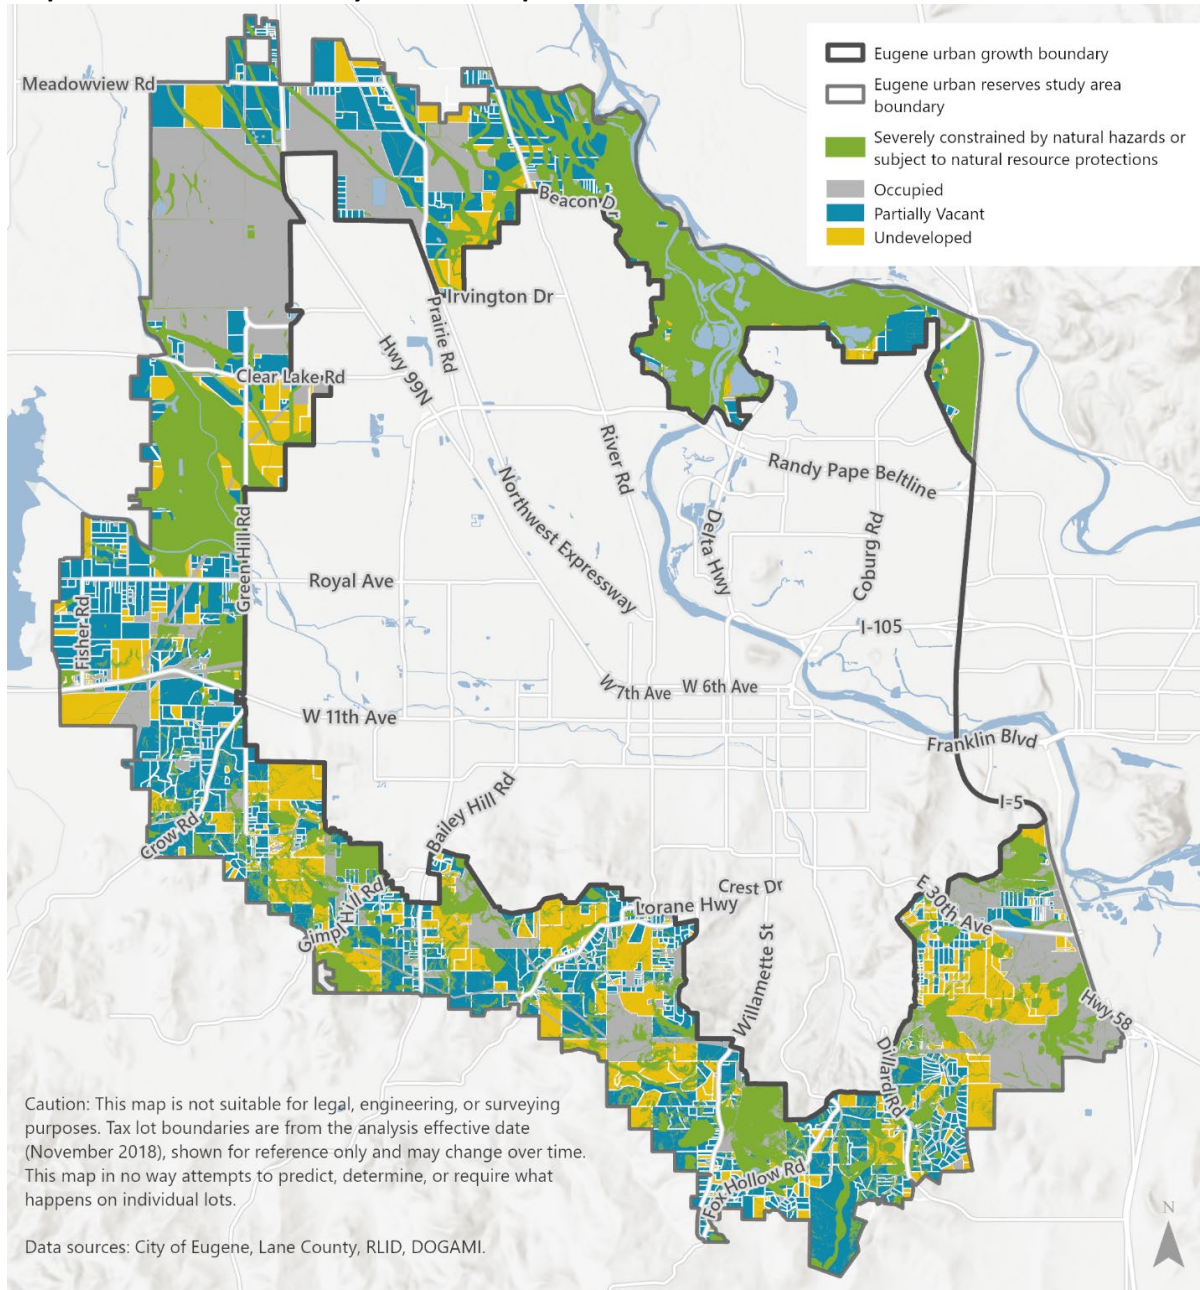 Meadowview Rd
Eugene urban growth boundary
Eugene urban reserves study area
boundary
Severely constrained by natural hazards or
subject to natural resource protections
Occupied
Partially Vacant
Undeveloped
Beacon Dr
Irvington Dr
Prairie Rd
Hwy 99N
Clear Lake Rd
River Rd
Randy Pape Beltline
Northwest Expressway
Delta Hwy
Coburg Rd
Green Hill Rd
Royal Ave
Fisher Rd
I-105
W 7th Ave
W 6th Ave
W 11th Ave
Franklin Blvd
I-5
Bailey Hill Rd
Crow Rd
Gimpl Hill Rd
Crest Dr
Lorane Hwy
E 30th Ave
Willamette St
Hwy 58
Dillard Rd
Fox Hollow Rd
Caution: This map is not suitable for legal, engineering, or surveying
purposes. Tax lot boundaries are from the analysis effective date
(November 2018), shown for reference only and may change over time.
This map in no way attempts to predict, determine, or require what
happens on individual lots.
Data sources: City of Eugene, Lane County, RLID, DOGAMI.
N